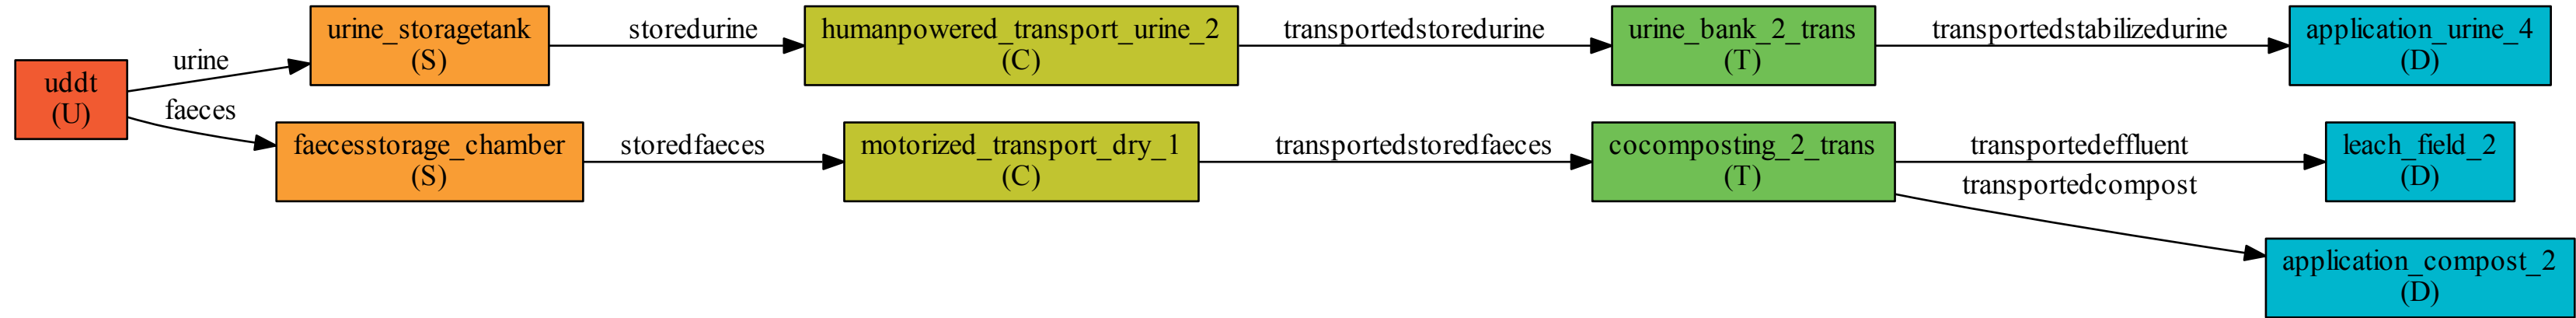 uddt
(U)
urine
faeces
urine_storagetank
(S)
storedurine
humanpowered_transport_urine_2
(C)
transportedstoredurine
urine_bank_2_trans
(T)
transportedstabilizedurine
application_urine_4
(D)
faecesstorage_chamber
(S)
storedfaeces
motorized_transport_dry_1
(C)
transportedstoredfaeces
cocomposting_2_trans
(T)
transportedeffluent
leach_field_2
(D)
transportedcompost
application_compost_2
(D)